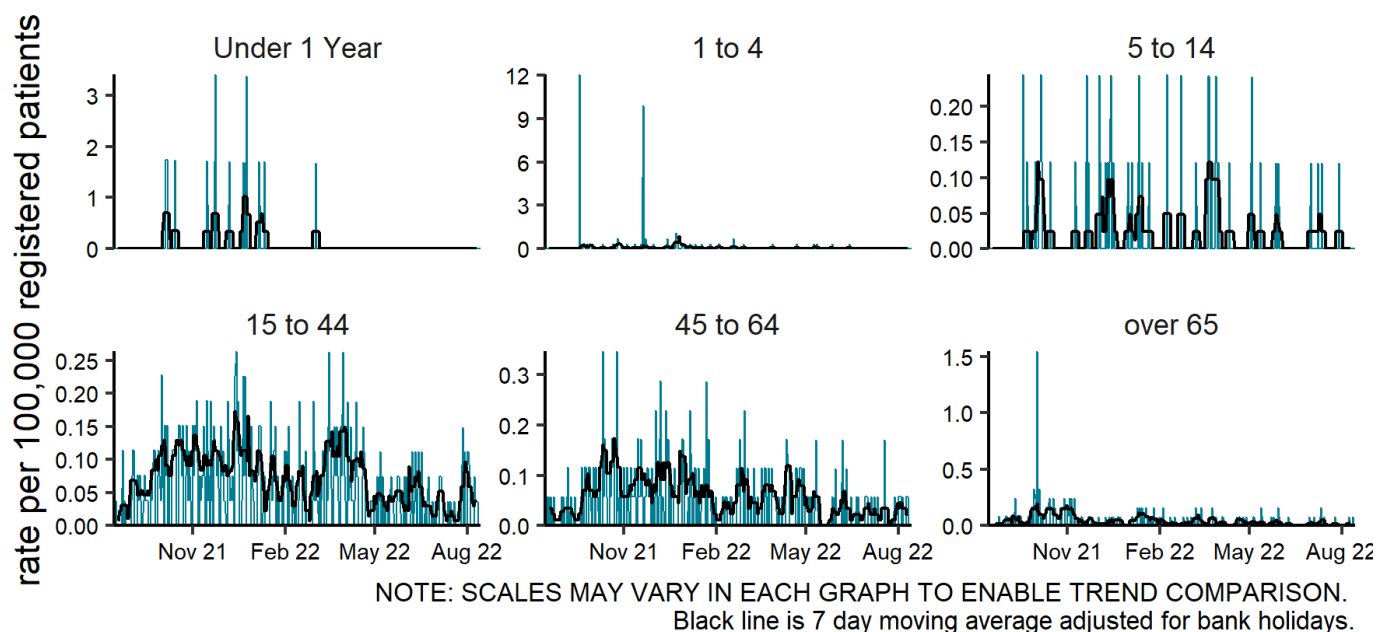 rate per 100,000 registered patients
Under 1 Year
1 to 4
5 to 14
3
2
1
0
12
9
6
3
0
0.20
0.15
0.10
0.05
0.00
15 to 44
45 to 64
over 65
0.25
0.20
0.15
0.10
0.05
0.00
0.3
0.2
0.1
0.0
1.5
1.0
0.5
0.0
Nov 21 Feb 22 May 22 Aug 22
Nov 21 Feb 22 May 22 Aug 22
Nov 21 Feb 22 May 22 Aug 22
NOTE: SCALES MAY VARY IN EACH GRAPH TO ENABLE TREND COMPARISON.
Black line is 7 day moving average adjusted for bank holidays.